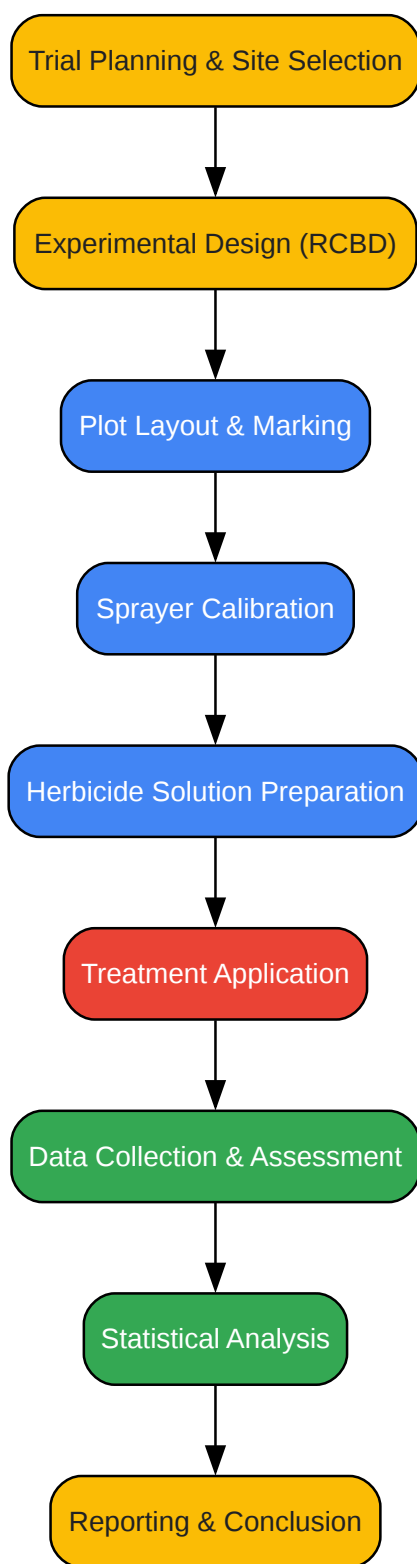 Trial Planning & Site Selection
Experimental Design (RCBD)
Plot Layout & Marking
Sprayer Calibration
Herbicide Solution Preparation
Treatment Application
Data Collection & Assessment
Statistical Analysis
Reporting & Conclusion